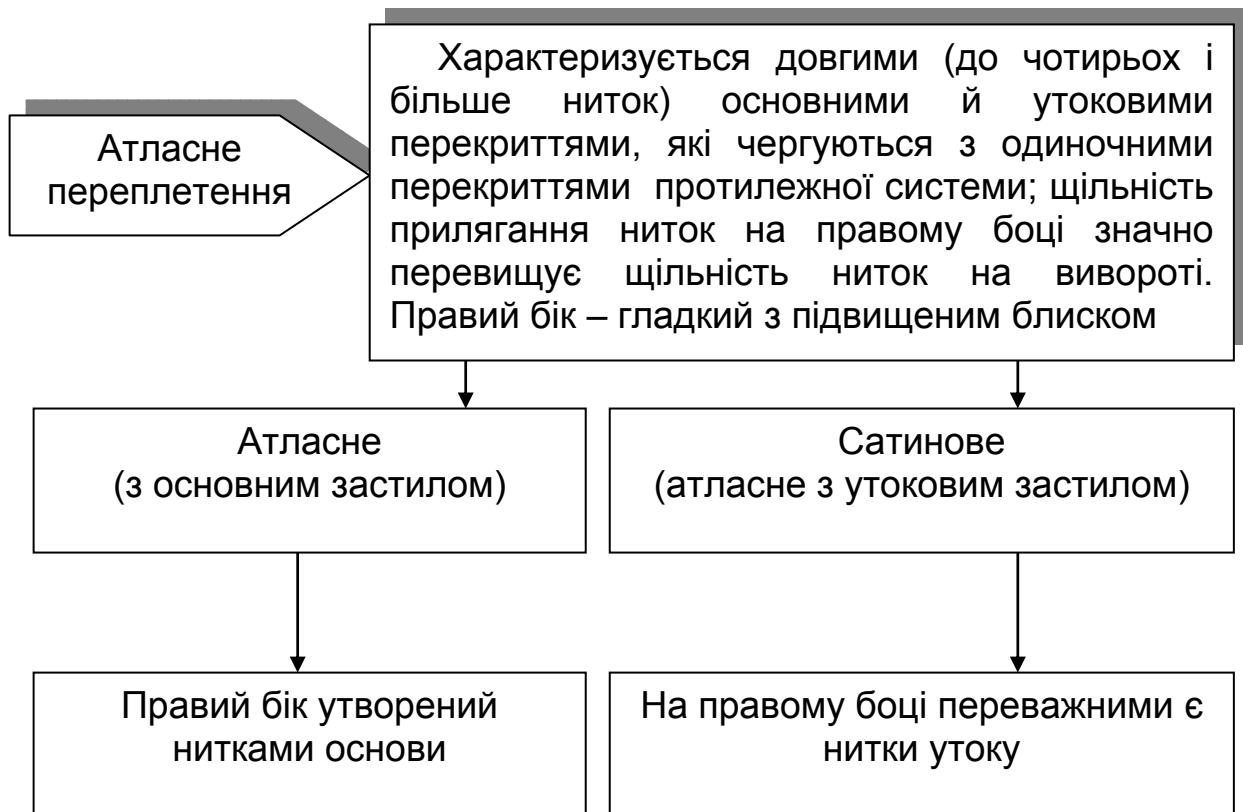 Атласне
переплетення
Характеризується довгими (до чотирьох і
більше ниток) основними й утоковими
перекриттями, які чергуються з одиночними
перекриттями протилежної системи; щільність
прилягання ниток на правому боці значно
перевищує щільність ниток на вивороті.
Правий бік – гладкий з підвищеним блиском
Атласне
(з основним застилом)
Сатинове
(атласне з утоковим застилом)
Правий бік утворений
нитками основи
На правому боці переважними є
нитки утоку